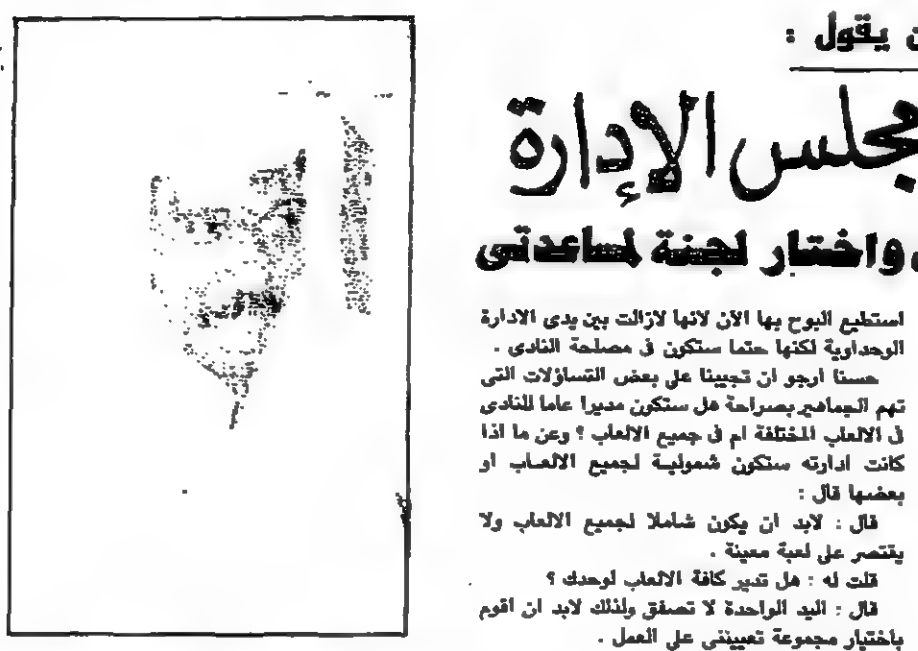 يقول :
مجلس الإدارة
واختار لجنة لمساعدتى
استطيع البوح بها الآن لانها لازالت بين يدى الادارة
الوحداوية لكنها حتما ستكون فى مصلحة النادى .
حسنا ارجو ان تجيبنا على بعض التساؤلات التى
تهم الجماهير بصراحة هل ستكون مديرا عاما للنادى
فى الالعاب المختلفة ام فى جميع الالعاب ؟ وعن ما اذا
كانت ادارته ستكون شمولية لجميع الالعاب او
بعضها قال :
قال : لابد ان يكون شاملا لجميع الالعاب ولا
يقتصر على لعبة معينة .
قلت له : هل تدير كافة الالعاب لوحدك ؟
قال : اليد الواحدة لا تصفق ولذلك لابد ان اقوم
باختيار مجموعة تعييننى على العمل .